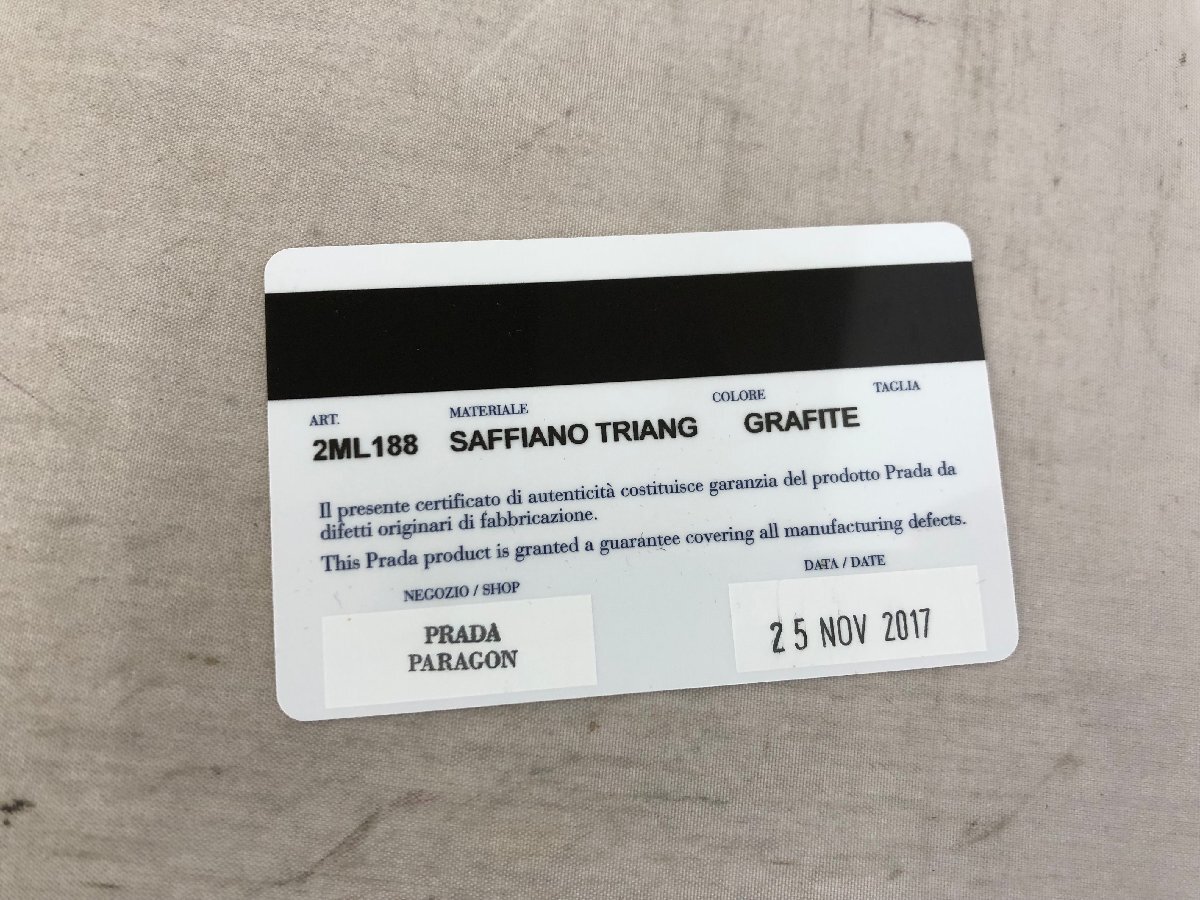 ART. MATERIALE COLORE TAGLIA
2ML188 SAFFIANO TRIANG GRAFITE
Il presente certificato di autenticità costituisce garanzia del prodotto Prada da
difetti originari di fabbricazione.
This Prada product is granted a guarantee covering all manufacturing defects.
NEGOZIO / SHOP
PRADA
PARAGON
DATA / DATE
25 NOV 2017